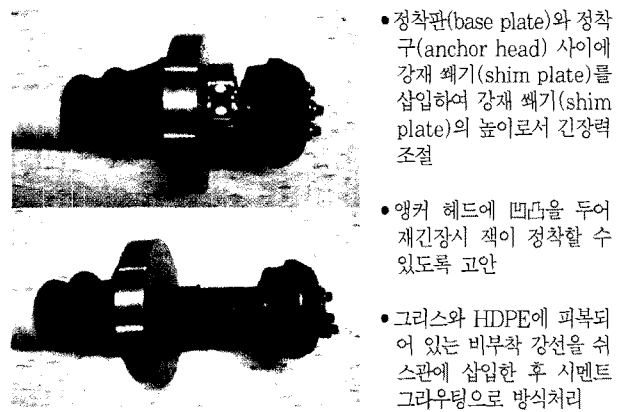 • 정착판(base plate)와 정착
구(anchor head) 사이에
강재 쐐기(shim plate)를
삽입하여 강재 쐐기(shim
plate)의 높이로서 긴장력
조절
• 앵커 헤드에 凹凸을 두어
재긴장시 잭이 정착할 수
있도록 고안
• 그리스와 HDPE에 피복되
어 있는 비부착 강선을 쉬
스관에 삽입한 후 시멘트
그라우팅으로 방식처리